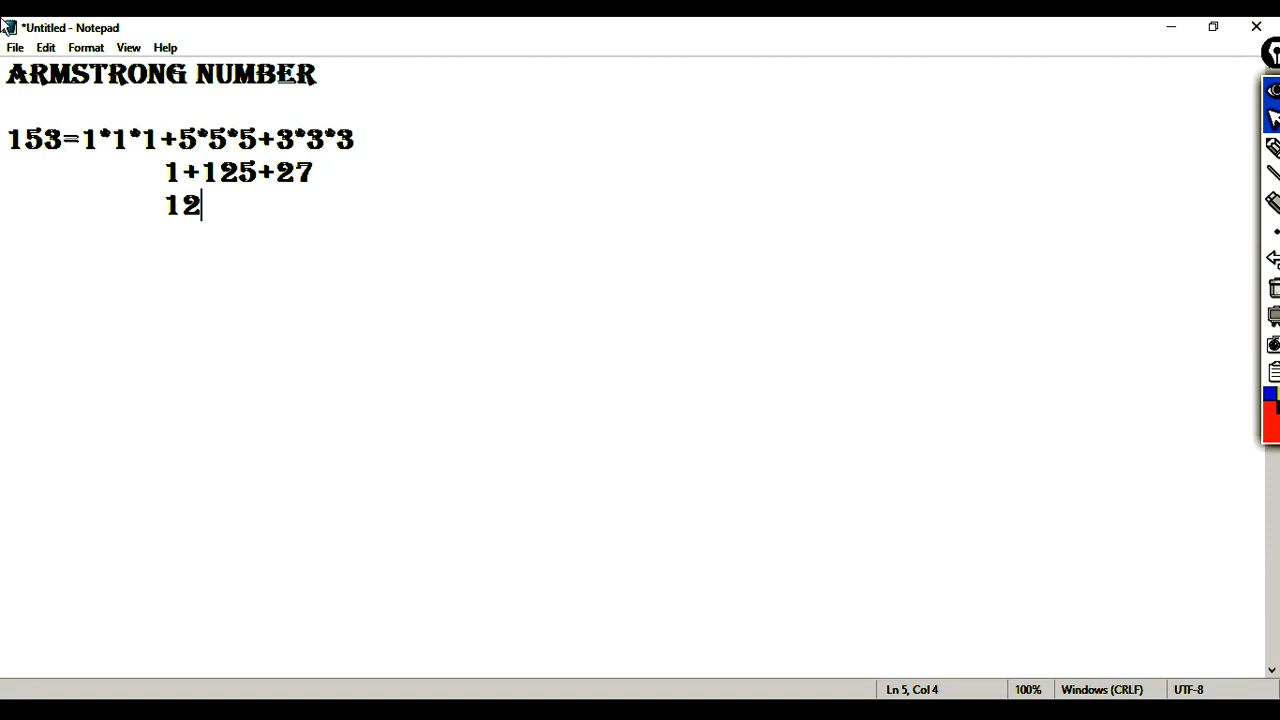 *Untitled - Notepad
File Edit Format View Help
ARMSTRONG NUMBER
153=1*1*1+5*5*5+3*3*3
1+125+27
12
Ln 5, Col 4 100% Windows (CRLF) UTF-8